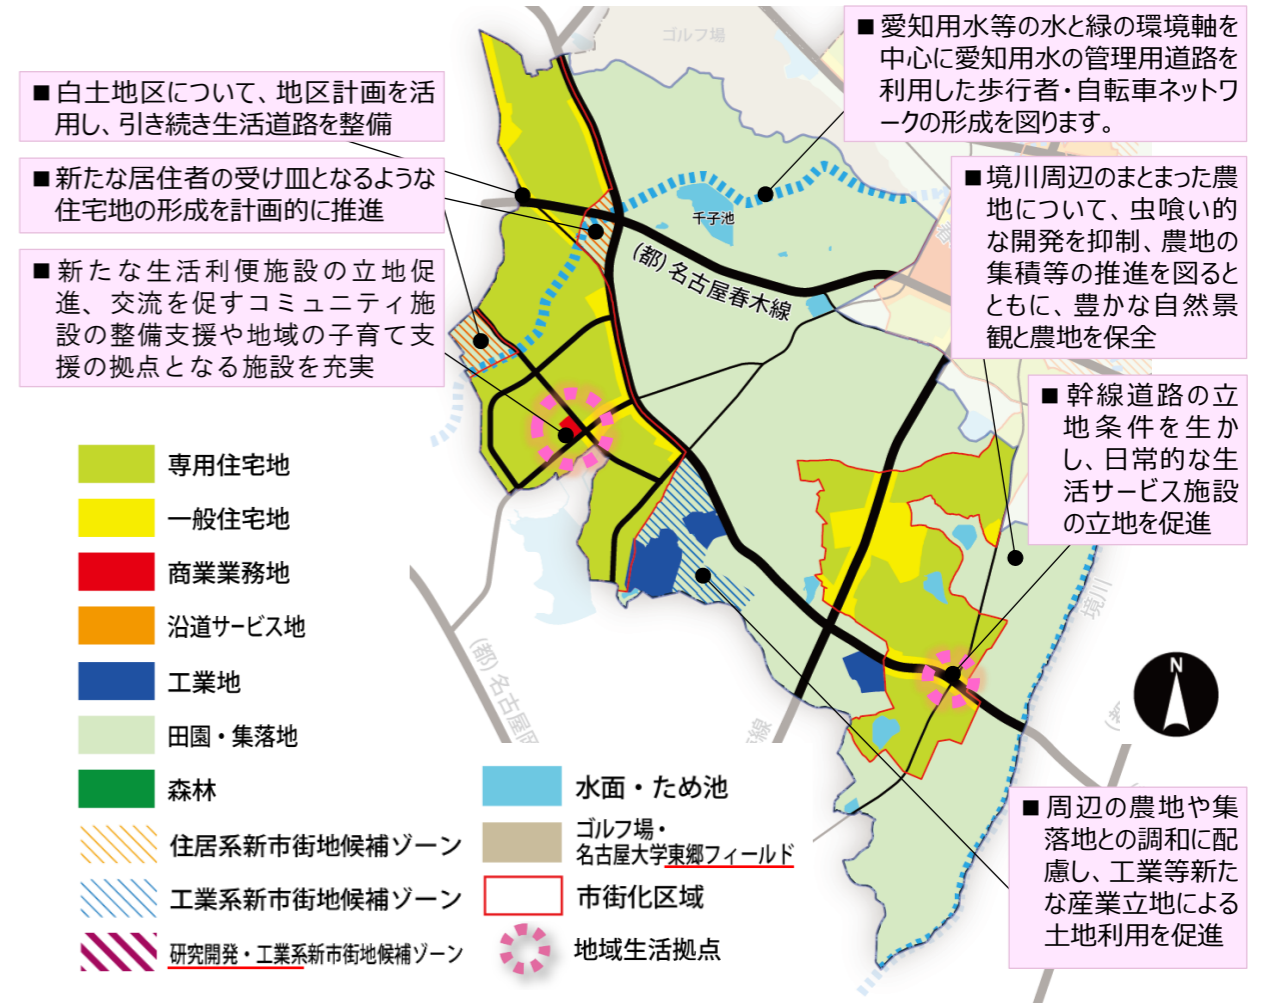 ゴルフ場
■ 愛知用水等の水と緑の環境軸を
中心に愛知用水の管理用道路を
利用した歩行者・自転車ネットワ
ークの形成を図ります。
■ 白土地区について、地区計画を活
用し、引き続き生活道路を整備
■ 新たな居住者の受け皿となるような
住宅地の形成を計画的に推進
■ 新たな生活利便施設の立地促
進、交流を促すコミュニティ施
設の整備支援や地域の子育て支
援の拠点となる施設を充実
■ 境川周辺のまとまった農
地について、虫喰い的
な開発を抑制、農地の
集積等の推進を図ると
ともに、豊かな自然景
観と農地を保全
千子池
(都)名古屋春木線
■ 幹線道路の立
地条件を生か
し、日常的な生
活サービス施設
の立地を促進
境川
(都)名古屋岡
線
N
■ 周辺の農地や集
落地との調和に配
慮し、工業等新た
な産業立地による
土地利用を促進
専用住宅地
一般住宅地
商業業務地
沿道サービス地
工業地
田園・集落地
森林
住居系新市街地候補ゾーン
工業系新市街地候補ゾーン
研究開発・工業系新市街地候補ゾーン
水面・ため池
ゴルフ場・
名古屋大学東郷フィールド
市街化区域
地域生活拠点